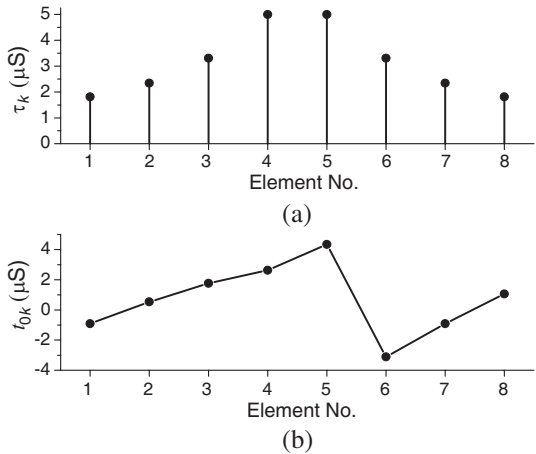 5
4
3
2
1
0
τk (µS)
1 2 3 4 5 6 7 8
Element No.
(a)
4
2
0
-2
-4
t0k (µS)
1 2 3 4 5 6 7 8
Element No.
(b)